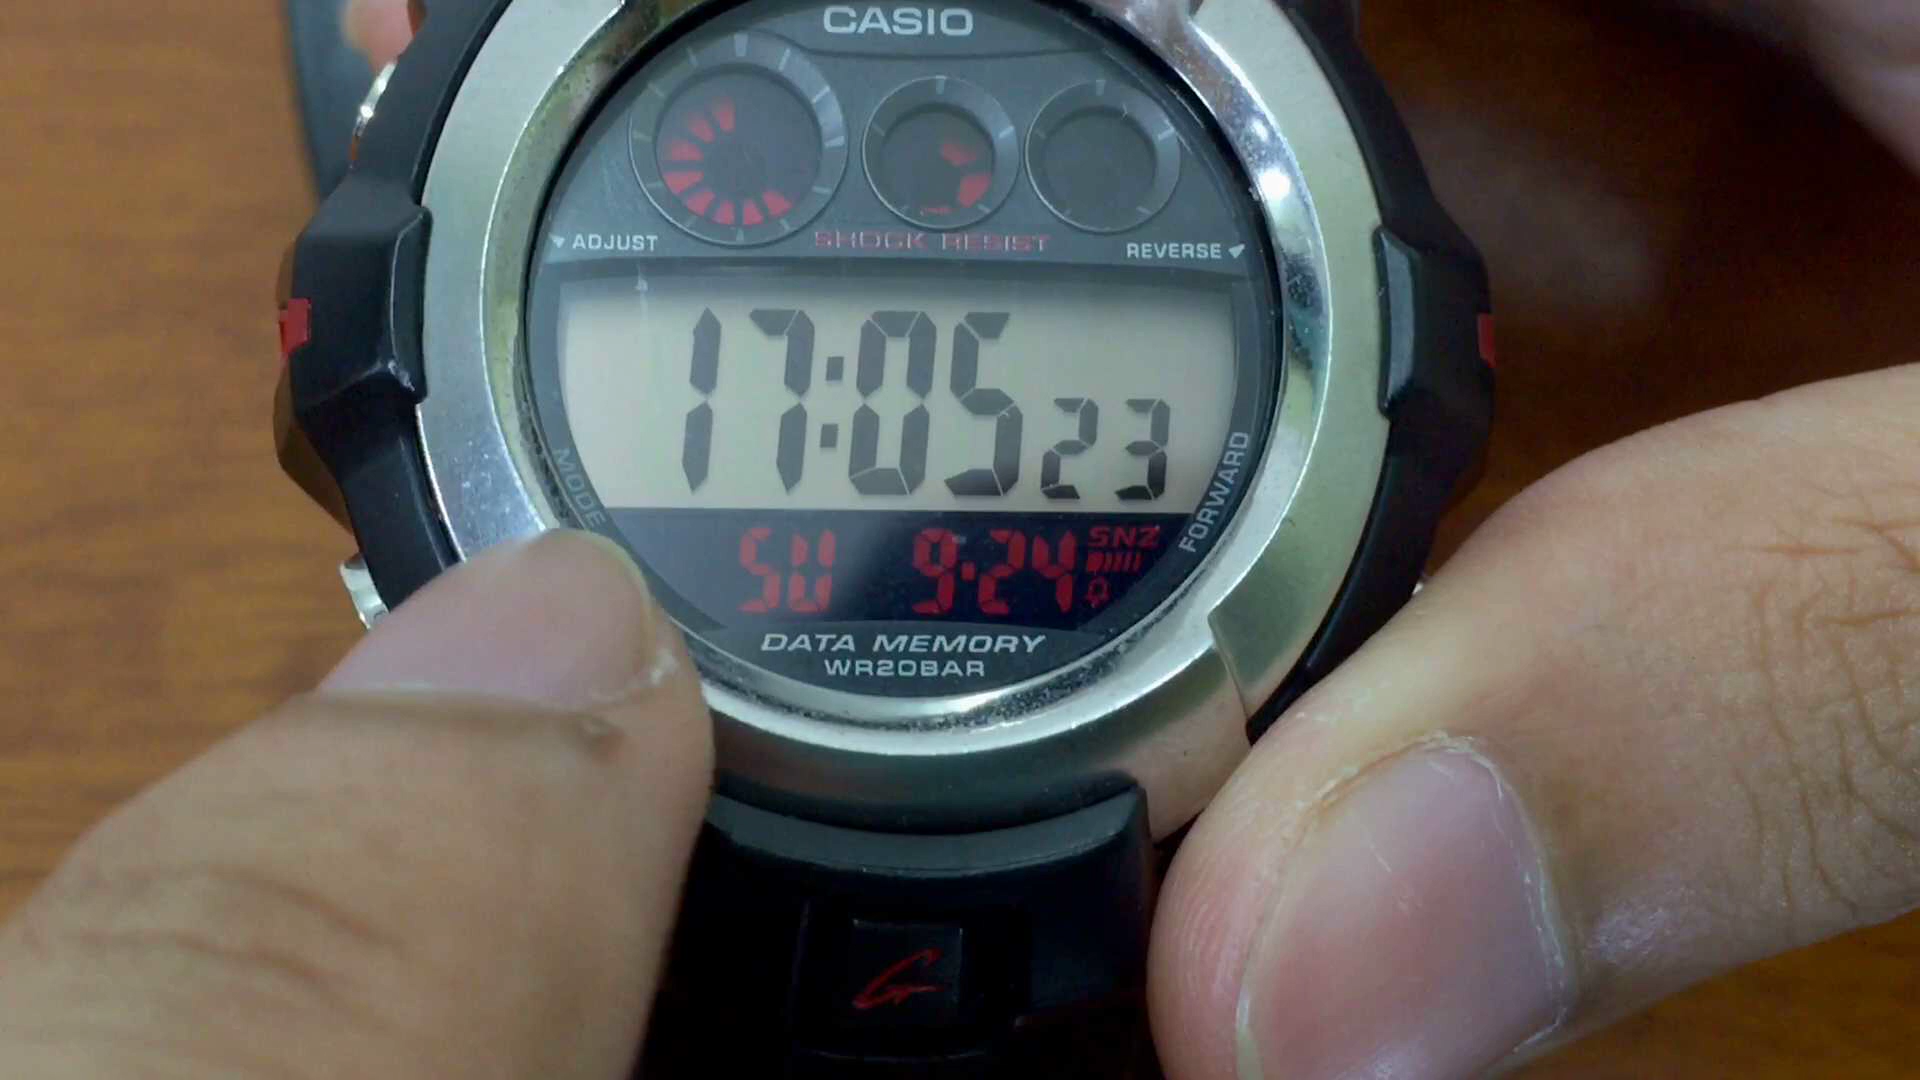 CASIO
ADJUST
SHOCK RESIST
REVERSE
17:05 23
MODE
FORWARD
SU 9-24 SNZ
DATA MEMORY
WR20BAR
G